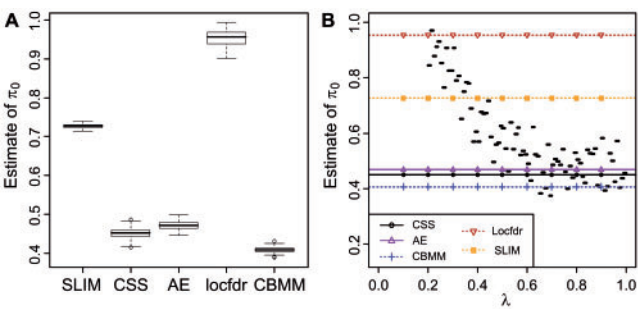 A
Estimate of π0
1.0
0.9
0.8
0.7
0.6
0.5
0.4
SLIM CSS AE locfdr CBMM
B
Estimate of π0
1.0
0.8
0.6
0.4
0.2
CSS
AE
CBMM
Locfdr
SLIM
0.0 0.2 0.4 0.6 0.8 1.0
λ